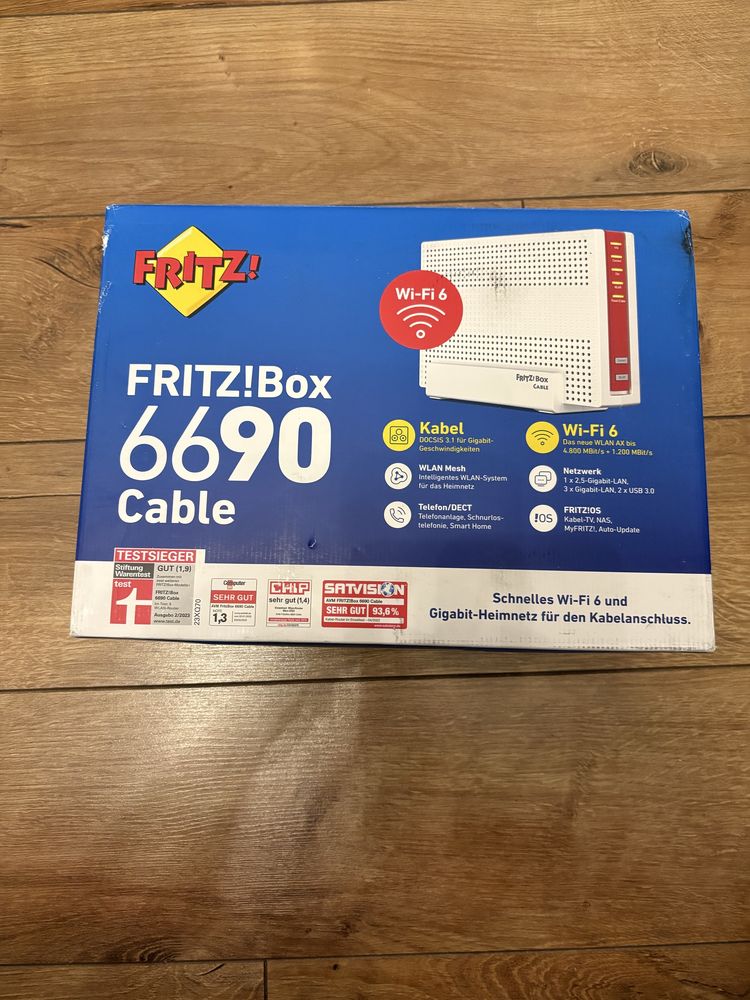 FRITZ!
Wi-Fi 6
FRITZ!Box
CABLE
FRITZ!Box
6690
Cable
Kabel
DOCSIS 3.1 für Gigabit-
Geschwindigkeiten
WLAN Mesh
Intelligentes WLAN-System
für das Heimnetz
Telefon/DECT
Telefonanlage, Schnurlos-
telefonie, Smart Home
Wi-Fi 6
Das neue WLAN AX bis
4.800 MBit/s + 1.200 MBit/s
Netzwerk
1 x 2,5-Gigabit-LAN,
3 x Gigabit-LAN, 2 x USB 3.0
!OS
FRITZ!OS
Kabel-TV, NAS,
MyFRITZ!, Auto-Update
TESTSIEGER
Stiftung
Warentest
test
1
GUT (1,9)
FRITZ!Box
6690 Cable
Ausgabe 2/2023
www.test.de
23XQ70
Computer
SEHR GUT
1,3
CHIP
sehr gut (1,4)
SATVISION
AVM FRITZ!Box 6690 Cable
SEHR GUT 93,6 %
Schnelles Wi-Fi 6 und
Gigabit-Heimnetz für den Kabelanschluss.